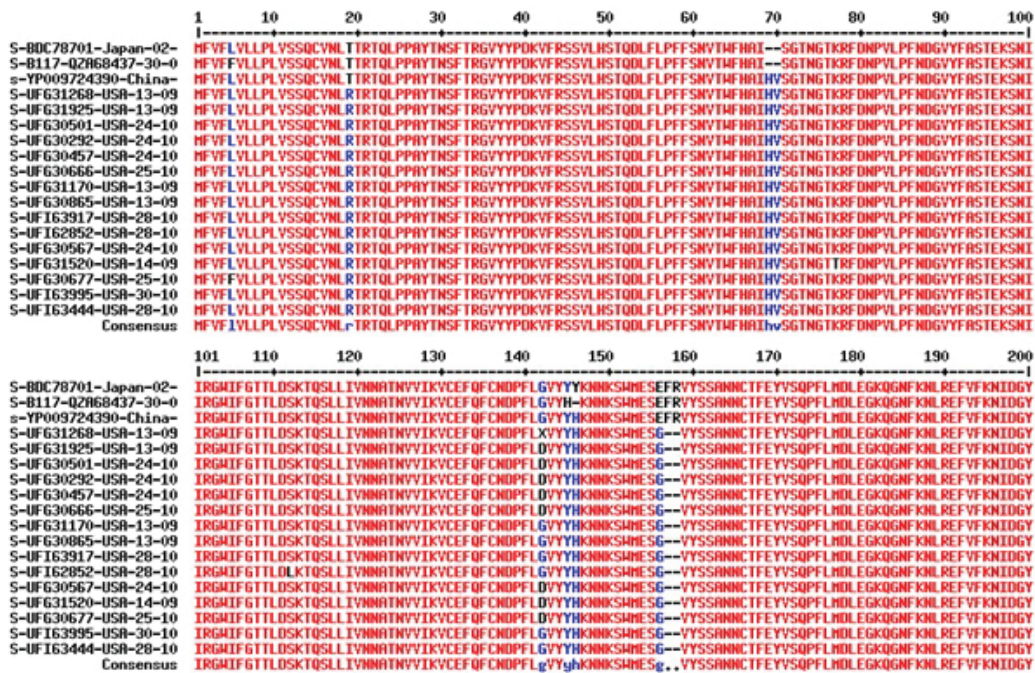 1 10 20 30 40 50 60 70 80 90 100
S-BDC78701-Japan-02- MFVFLVLLPLVSSQCVNLTTRTQLPPAYTNSFTRGVYYPDKVFRSSVLHSTQDLFLPFFSNVTWFHAI--SGTNGTKRFDNPVLPFNDGVYFASTEKSNI
S-B117-QZA68437-30-0 MFVFFVLLPLVSSQCVNLTTRTQLPPAYTNSFTRGVYYPDKVFRSSVLHSTQDLFLPFFSNVTWFHAI--SGTNGTKRFDNPVLPFNDGVYFASTEKSNI
s-YP009724390-China- MFVFLVLLPLVSSQCVNLTTRTQLPPAYTNSFTRGVYYPDKVFRSSVLHSTQDLFLPFFSNVTWFHAIHVSGTNGTKRFDNPVLPFNDGVYFASTEKSNI
S-UFG31268-USA-13-09 MFVFLVLLPLVSSQCVNLRTRTQLPPAYTNSFTRGVYYPDKVFRSSVLHSTQDLFLPFFSNVTWFHAIHVSGTNGTKRFDNPVLPFNDGVYFASTEKSNI
S-UFG31925-USA-13-09 MFVFLVLLPLVSSQCVNLRTRTQLPPAYTNSFTRGVYYPDKVFRSSVLHSTQDLFLPFFSNVTWFHAIHVSGTNGTKRFDNPVLPFNDGVYFASTEKSNI
S-UFG30501-USA-24-10 MFVFLVLLPLVSSQCVNLRTRTQLPPAYTNSFTRGVYYPDKVFRSSVLHSTQDLFLPFFSNVTWFHAIHVSGTNGTKRFDNPVLPFNDGVYFASTEKSNI
S-UFG30292-USA-24-10 MFVFLVLLPLVSSQCVNLRTRTQLPPAYTNSFTRGVYYPDKVFRSSVLHSTQDLFLPFFSNVTWFHAIHVSGTNGTKRFDNPVLPFNDGVYFASTEKSNI
S-UFG30457-USA-24-10 MFVFLVLLPLVSSQCVNLRTRTQLPPAYTNSFTRGVYYPDKVFRSSVLHSTQDLFLPFFSNVTWFHAIHVSGTNGTKRFDNPVLPFNDGVYFASTEKSNI
S-UFG30666-USA-25-10 MFVFLVLLPLVSSQCVNLRTRTQLPPAYTNSFTRGVYYPDKVFRSSVLHSTQDLFLPFFSNVTWFHAIHVSGTNGTKRFDNPVLPFNDGVYFASTEKSNI
S-UFG31170-USA-13-09 MFVFLVLLPLVSSQCVNLRTRTQLPPAYTNSFTRGVYYPDKVFRSSVLHSTQDLFLPFFSNVTWFHAIHVSGTNGTKRFDNPVLPFNDGVYFASTEKSNI
S-UFG30865-USA-13-09 MFVFLVLLPLVSSQCVNLRTRTQLPPAYTNSFTRGVYYPDKVFRSSVLHSTQDLFLPFFSNVTWFHAIHVSGTNGTKRFDNPVLPFNDGVYFASTEKSNI
S-UFI63917-USA-28-10 MFVFLVLLPLVSSQCVNLRTRTQLPPAYTNSFTRGVYYPDKVFRSSVLHSTQDLFLPFFSNVTWFHAIHVSGTNGTKRFDNPVLPFNDGVYFASTEKSNI
S-UFI62852-USA-28-10 MFVFLVLLPLVSSQCVNLRTRTQLPPAYTNSFTRGVYYPDKVFRSSVLHSTQDLFLPFFSNVTWFHAIHVSGTNGTKRFDNPVLPFNDGVYFASTEKSNI
S-UFG30567-USA-24-10 MFVFLVLLPLVSSQCVNLRTRTQLPPAYTNSFTRGVYYPDKVFRSSVLHSTQDLFLPFFSNVTWFHAIHVSGTNGTKRFDNPVLPFNDGVYFASTEKSNI
S-UFG31520-USA-14-09 MFVFLVLLPLVSSQCVNLRTRTQLPPAYTNSFTRGVYYPDKVFRSSVLHSTQDLFLPFFSNVTWFHAIHVSGTNGTTRFDNPVLPFNDGVYFASTEKSNI
S-UFG30677-USA-25-10 MFVFFVLLPLVSSQCVNLRTRTQLPPAYTNSFTRGVYYPDKVFRSSVLHSTQDLFLPFFSNVTWFHAIHVSGTNGTKRFDNPVLPFNDGVYFASTEKSNI
S-UFI63995-USA-30-10 MFVFLVLLPLVSSQCVNLRTRTQLPPAYTNSFTRGVYYPDKVFRSSVLHSTQDLFLPFFSNVTWFHAIHVSGTNGTKRFDNPVLPFNDGVYFASTEKSNI
S-UFI63444-USA-28-10 MFVFLVLLPLVSSQCVNLRTRTQLPPAYTNSFTRGVYYPDKVFRSSVLHSTQDLFLPFFSNVTWFHAIHVSGTNGTKRFDNPVLPFNDGVYFASTEKSNI
Consensus MFVFlVLLPLVSSQCVNLrTRTQLPPAYTNSFTRGVYYPDKVFRSSVLHSTQDLFLPFFSNVTWFHAIhvSGTNGTKRFDNPVLPFNDGVYFASTEKSNI
101 110 120 130 140 150 160 170 180 190 200
S-BDC78701-Japan-02- IRGWIFGTTLDSKTQSLLIVNNATNVVIKVCEFQFCNDPFLGVYYYKNNKSWMESEFRVYSSANNCTFEYVSQPFLMDLEGKQGNFKNLREFVFKNIDGY
S-B117-QZA68437-30-0 IRGWIFGTTLDSKTQSLLIVNNATNVVIKVCEFQFCNDPFLGVYH-KNNKSWMESEFRVYSSANNCTFEYVSQPFLMDLEGKQGNFKNLREFVFKNIDGY
s-YP009724390-China- IRGWIFGTTLDSKTQSLLIVNNATNVVIKVCEFQFCNDPFLGVYYHKNNKSWMESEFRVYSSANNCTFEYVSQPFLMDLEGKQGNFKNLREFVFKNIDGY
S-UFG31268-USA-13-09 IRGWIFGTTLDSKTQSLLIVNNATNVVIKVCEFQFCNDPFLXVYYHKNNKSWMESG--VYSSANNCTFEYVSQPFLMDLEGKQGNFKNLREFVFKNIDGY
S-UFG31925-USA-13-09 IRGWIFGTTLDSKTQSLLIVNNATNVVIKVCEFQFCNDPFLDVYYHKNNKSWMESG--VYSSANNCTFEYVSQPFLMDLEGKQGNFKNLREFVFKNIDGY
S-UFG30501-USA-24-10 IRGWIFGTTLDSKTQSLLIVNNATNVVIKVCEFQFCNDPFLDVYYHKNNKSWMESG--VYSSANNCTFEYVSQPFLMDLEGKQGNFKNLREFVFKNIDGY
S-UFG30292-USA-24-10 IRGWIFGTTLDSKTQSLLIVNNATNVVIKVCEFQFCNDPFLDVYYHKNNKSWMESG--VYSSANNCTFEYVSQPFLMDLEGKQGNFKNLREFVFKNIDGY
S-UFG30457-USA-24-10 IRGWIFGTTLDSKTQSLLIVNNATNVVIKVCEFQFCNDPFLDVYYHKNNKSWMESG--VYSSANNCTFEYVSQPFLMDLEGKQGNFKNLREFVFKNIDGY
S-UFG30666-USA-25-10 IRGWIFGTTLDSKTQSLLIVNNATNVVIKVCEFQFCNDPFLDVYYHKNNKSWMESG--VYSSANNCTFEYVSQPFLMDLEGKQGNFKNLREFVFKNIDGY
S-UFG31170-USA-13-09 IRGWIFGTTLDSKTQSLLIVNNATNVVIKVCEFQFCNDPFLGVYYHKNNKSWMESG--VYSSANNCTFEYVSQPFLMDLEGKQGNFKNLREFVFKNIDGY
S-UFG30865-USA-13-09 IRGWIFGTTLDSKTQSLLIVNNATNVVIKVCEFQFCNDPFLGVYYHKNNKSWMESG--VYSSANNCTFEYVSQPFLMDLEGKQGNFKNLREFVFKNIDGY
S-UFI63917-USA-28-10 IRGWIFGTTLDSKTQSLLIVNNATNVVIKVCEFQFCNDPFLGVYYHKNNKSWMESG--VYSSANNCTFEYVSQPFLMDLEGKQGNFKNLREFVFKNIDGY
S-UFI62852-USA-28-10 IRGWIFGTTLDLKTQSLLIVNNATNVVIKVCEFQFCNDPFLGVYYHKNNKSWMESG--VYSSANNCTFEYVSQPFLMDLEGKQGNFKNLREFVFKNIDGY
S-UFG30567-USA-24-10 IRGWIFGTTLDSKTQSLLIVNNATNVVIKVCEFQFCNDPFLDVYYHKNNKSWMESG--VYSSANNCTFEYVSQPFLMDLEGKQGNFKNLREFVFKNIDGY
S-UFG31520-USA-14-09 IRGWIFGTTLDSKTQSLLIVNNATNVVIKVCEFQFCNDPFLDVYYHKNNKSWMESG--VYSSANNCTFEYVSQPFLMDLEGKQGNFKNLREFVFKNIDGY
S-UFG30677-USA-25-10 IRGWIFGTTLDSKTQSLLIVNNATNVVIKVCEFQFCNDPFLDVYYHKNNKSWMESG--VYSSANNCTFEYVSQPFLMDLEGKQGNFKNLREFVFKNIDGY
S-UFI63995-USA-30-10 IRGWIFGTTLDSKTQSLLIVNNATNVVIKVCEFQFCNDPFLGVYYHKNNKSWMESG--VYSSANNCTFEYVSQPFLMDLEGKQGNFKNLREFVFKNIDGY
S-UFI63444-USA-28-10 IRGWIFGTTLDSKTQSLLIVNNATNVVIKVCEFQFCNDPFLGVYYHKNNKSWMESG--VYSSANNCTFEYVSQPFLMDLEGKQGNFKNLREFVFKNIDGY
Consensus IRGWIFGTTLDSKTQSLLIVNNATNVVIKVCEFQFCNDPFLgVYyhKNNKSWMESg..VYSSANNCTFEYVSQPFLMDLEGKQGNFKNLREFVFKNIDGY